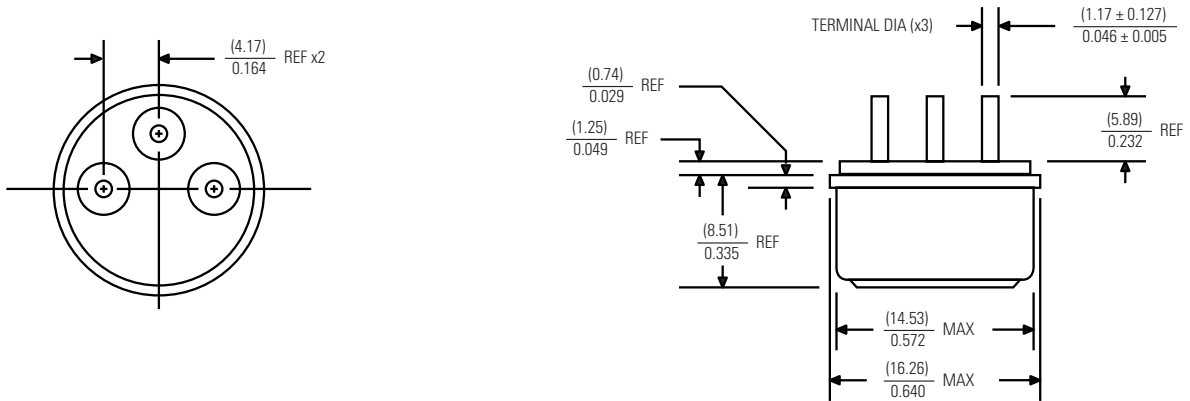 (4.17)
0.164 REF x2
TERMINAL DIA (x3)
(1.17 ± 0.127)
0.046 ± 0.005
(0.74)
0.029 REF
(1.25)
0.049 REF
(5.89)
0.232 REF
(8.51)
0.335 REF
(14.53)
0.572 MAX
(16.26)
0.640 MAX